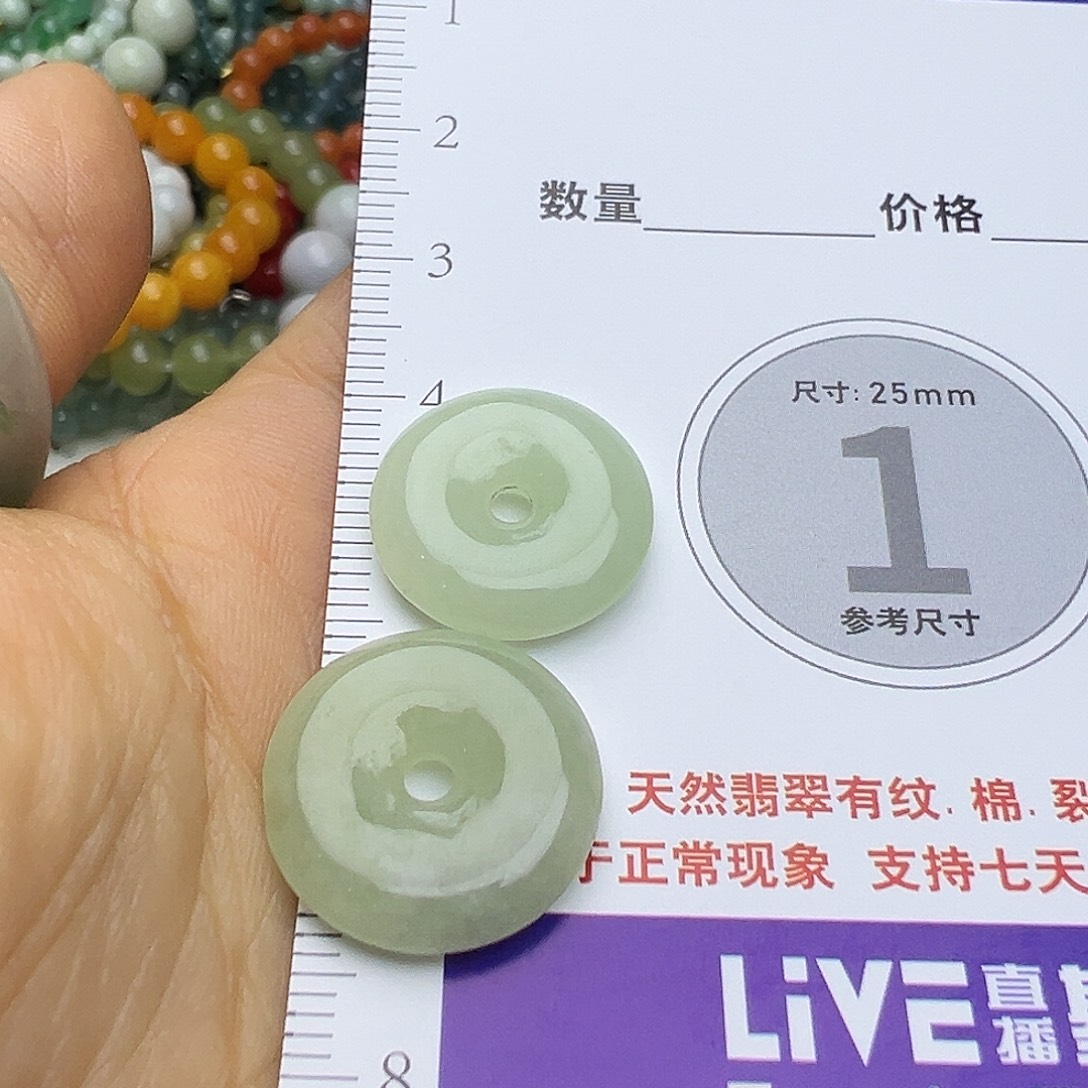 1
2
数量 价格
3
4
尺寸: 25mm
1
参考尺寸
天然翡翠有纹. 棉. 裂
于正常现象 支持七天
LiVE 直播
8